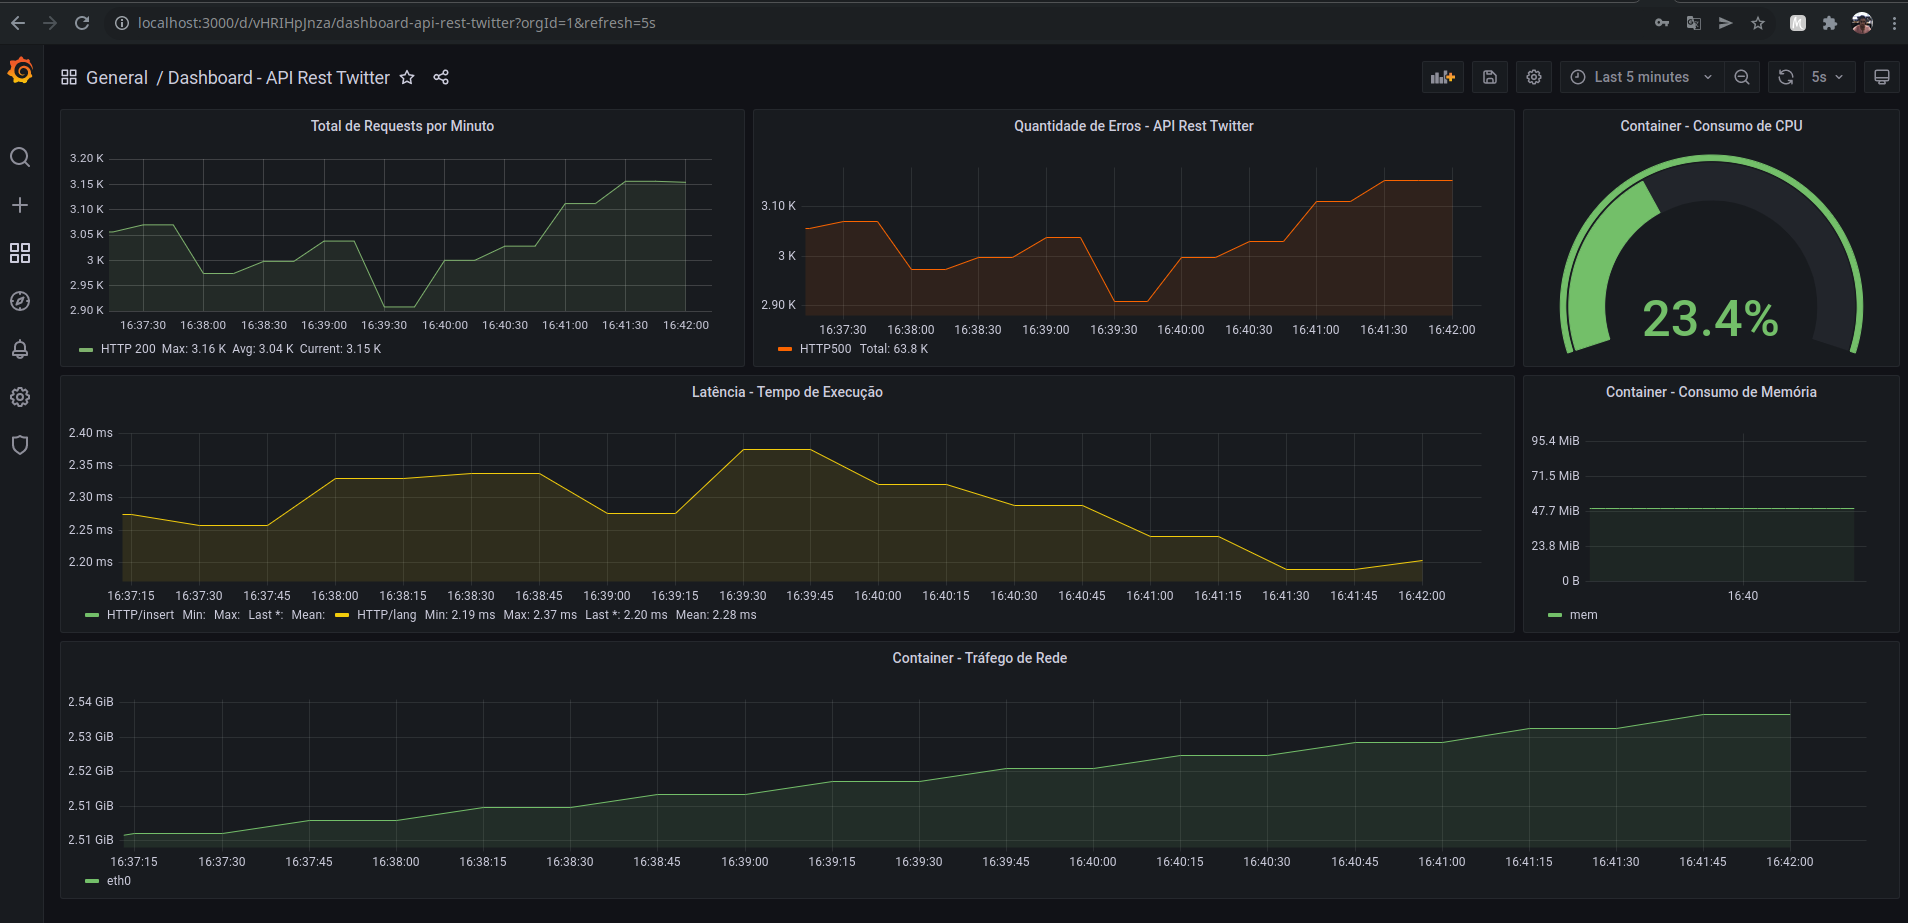 localhost:3000/d/vHRIHpJnza/dashboard-api-rest-twitter?orgId=1&refresh=5s
General / Dashboard - API Rest Twitter
Last 5 minutes
5s
Total de Requests por Minuto
3.20 K
3.15 K
3.10 K
3.05 K
3 K
2.95 K
2.90 K
16:37:30 16:38:00 16:38:30 16:39:00 16:39:30 16:40:00 16:40:30 16:41:00 16:41:30 16:42:00
HTTP 200 Max: 3.16 K Avg: 3.04 K Current: 3.15 K
Quantidade de Erros - API Rest Twitter
3.10 K
3 K
2.90 K
16:37:30 16:38:00 16:38:30 16:39:00 16:39:30 16:40:00 16:40:30 16:41:00 16:41:30 16:42:00
HTTP500 Total: 63.8 K
Container - Consumo de CPU
23.4%
Latência - Tempo de Execução
2.40 ms
2.35 ms
2.30 ms
2.25 ms
2.20 ms
16:37:15 16:37:30 16:37:45 16:38:00 16:38:15 16:38:30 16:38:45 16:39:00 16:39:15 16:39:30 16:39:45 16:40:00 16:40:15 16:40:30 16:40:45 16:41:00 16:41:15 16:41:30 16:41:45 16:42:00
HTTP/insert Min: Max: Last *: Mean: HTTP/lang Min: 2.19 ms Max: 2.37 ms Last *: 2.20 ms Mean: 2.28 ms
Container - Consumo de Memória
95.4 MiB
71.5 MiB
47.7 MiB
23.8 MiB
0 B
16:40
mem
Container - Tráfego de Rede
2.54 GiB
2.53 GiB
2.52 GiB
2.51 GiB
2.51 GiB
16:37:15 16:37:30 16:37:45 16:38:00 16:38:15 16:38:30 16:38:45 16:39:00 16:39:15 16:39:30 16:39:45 16:40:00 16:40:15 16:40:30 16:40:45 16:41:00 16:41:15 16:41:30 16:41:45 16:42:00
eth0